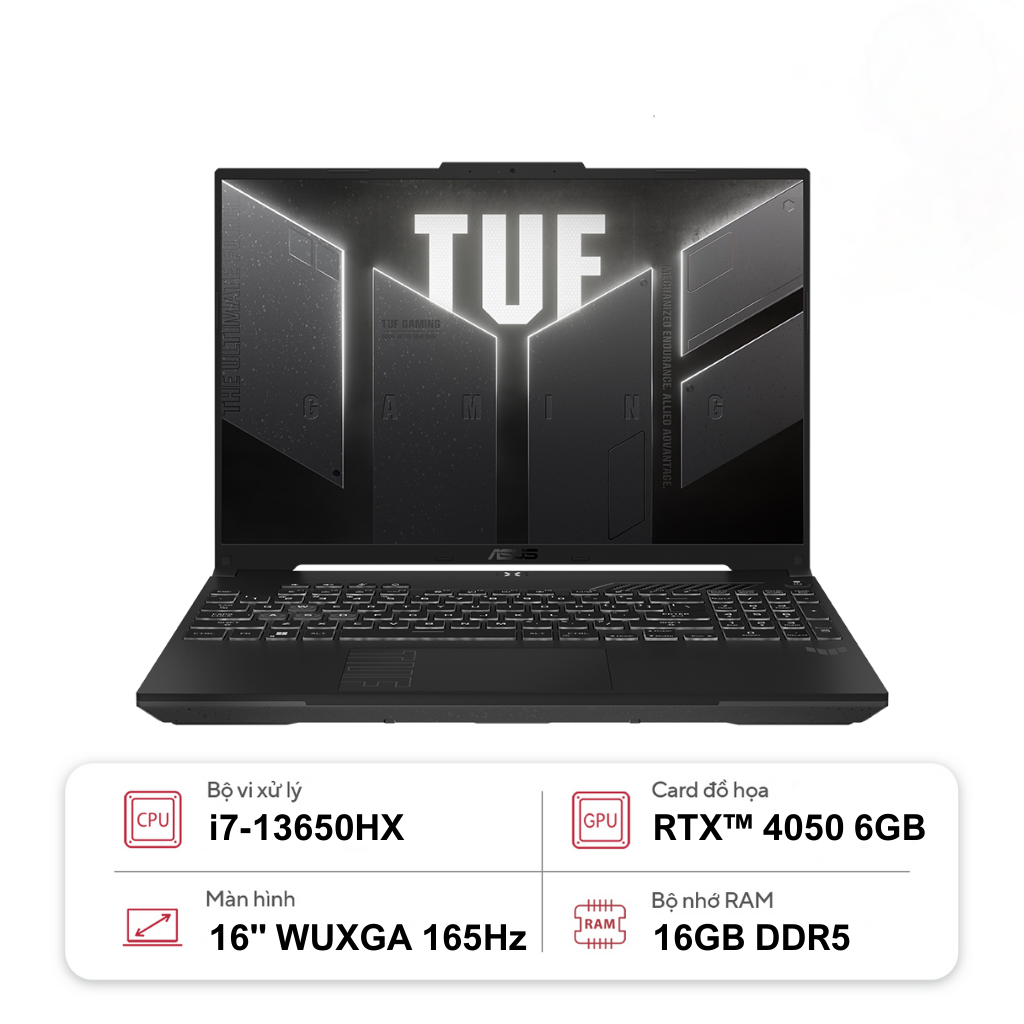 TUF
TUF GAMING
THE ULTIMATE
MECHANIZED ENDURANCE. ALLIED ADVANTAGE.
G A M I N G
ASUS
Bộ vi xử lý
CPU
i7-13650HX
Card đồ họa
GPU
RTX™ 4050 6GB
Màn hình
16" WUXGA 165Hz
Bộ nhớ RAM
RAM
16GB DDR5